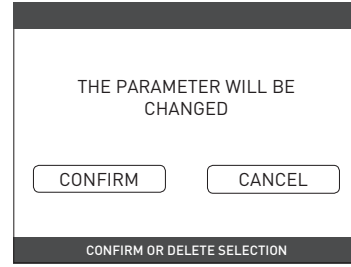 THE PARAMETER WILL BE
CHANGED
CONFIRM
CANCEL
CONFIRM OR DELETE SELECTION